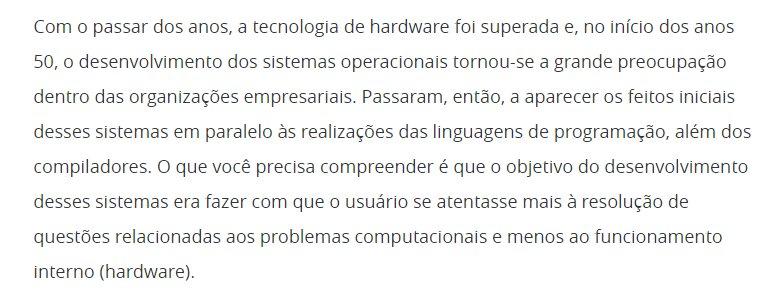 Com o passar dos anos, a tecnologia de hardware foi superada e, no início dos anos
50, o desenvolvimento dos sistemas operacionais tornou-se a grande preocupação
dentro das organizações empresariais. Passaram, então, a aparecer os feitos iniciais
desses sistemas em paralelo às realizações das linguagens de programação, além dos
compiladores. O que você precisa compreender é que o objetivo do desenvolvimento
desses sistemas era fazer com que o usuário se atentasse mais à resolução de
questões relacionadas aos problemas computacionais e menos ao funcionamento
interno (hardware).